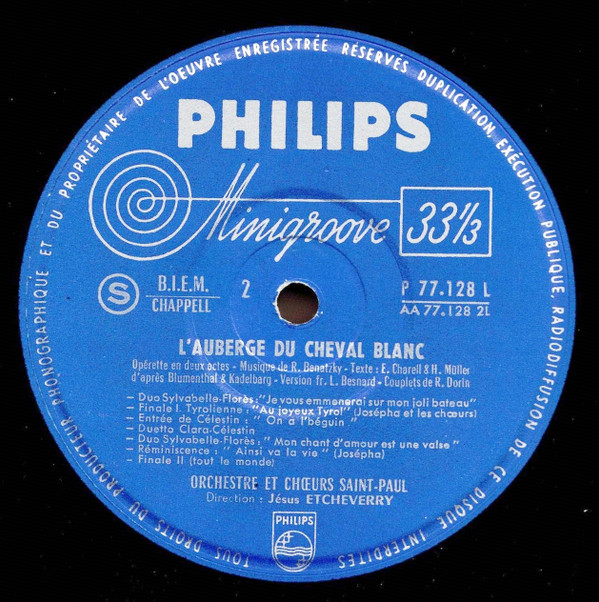 TOUS DROITS DU PRODUCTEUR PHONOGRAPHIQUE ET DU PROPRIÉTAIRE DE L'OEUVRE ENREGISTRÉE RÉSERVÉS DUPLICATION, EXÉCUTION PUBLIQUE, RADIODIFFUSION DE CE DISQUE INTERDITES
PHILIPS
Minigroove 33⅓
S B.I.E.M. 2 P 77.128 L
CHAPPELL AA 77.128 2L
L'AUBERGE DU CHEVAL BLANC
Opérette en deux actes - Musique de R. Benatzky - Texte : E. Charell & H. Müller
d'après Blumenthal & Kadelbarg - Version fr. L. Besnard - Couplets de R. Dorin
- Duo Sylvabelle-Florès : "Je vous emmenerai sur mon joli bateau"
- Finale I. Tyrolienne : "Au joyeux Tyrol" (Josépha et les chœurs)
- Entrée de Célestin : " On a l'béguin "
- Duetto Clara-Célestin
- Duo Sylvabelle-Florès : " Mon chant d'amour est une valse "
- Réminiscence : " Ainsi va la vie " (Josépha)
- Finale II (tout le monde)
ORCHESTRE ET CHŒURS SAINT-PAUL
Direction : Jésus ETCHEVERRY
PHILIPS